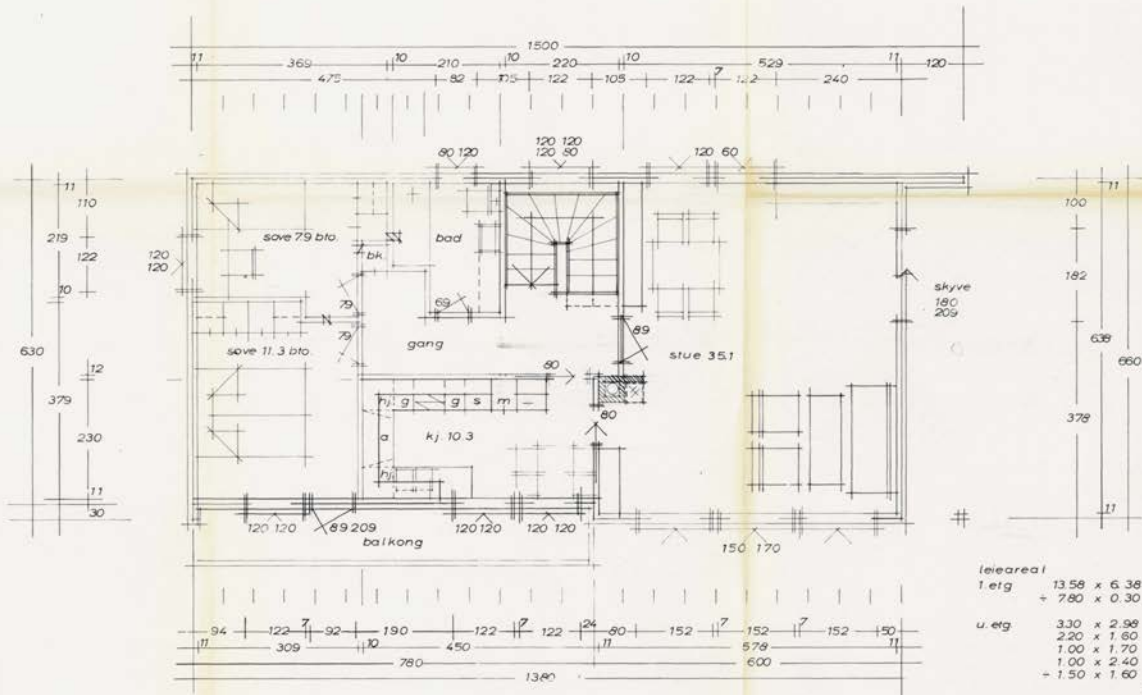 1500
11 369 10 210 10 220 10 529 11 120
475 82 105 122 105 122 7 122 240
120 120
80 120 120 80 120 60
11
110
219
122
10
630
12
379
230
11
30
120
120
sove 7.9 bto.
bk.
bad
79
79
69
gang
sove 11.3 bto.
80
89
stue 35.1
skyve
180
209
100
182
378
11
638
11
660
hj g g s m
a
kj. 10.3
hj
80
120 120 89 209 120 120 120 120
balkong
150 170
leieareal
1. etg 13.58 x 6.38
÷ 7.80 x 0.30
u. etg. 3.30 x 2.98
2.20 x 1.60
1.00 x 1.70
1.00 x 2.40
÷ 1.50 x 1.60
94 122 7 92 190 122 7 122 24 80 152 7 152 7 152 50
11 309 10 450 11 578 11
780 600
1380